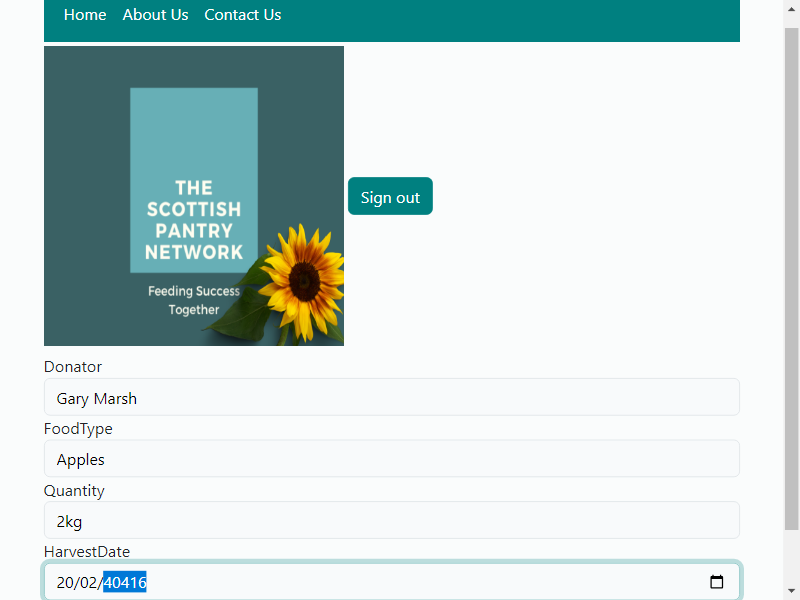 Home About Us Contact Us
THE
SCOTTISH
PANTRY
NETWORK
Feeding Success
Together
Sign out
Donator
Gary Marsh
FoodType
Apples
Quantity
2kg
HarvestDate
20/02/40416